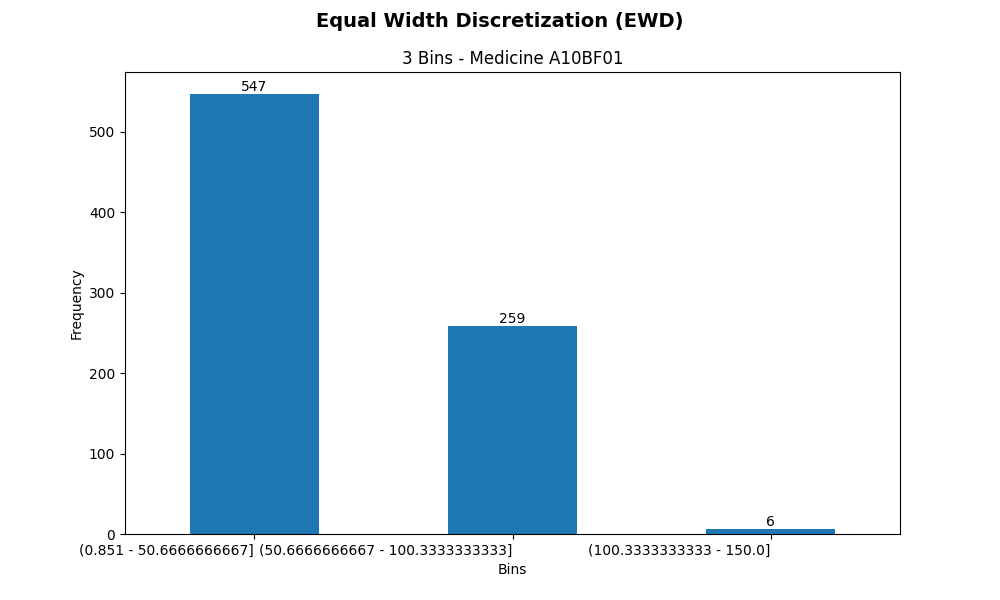 Equal Width Discretization (EWD)
3 Bins - Medicine A10BF01
547
259
6
500
400
300
200
100
0
Frequency
(0.851 - 50.6666666667] (50.6666666667 - 100.3333333333] (100.3333333333 - 150.0]
Bins